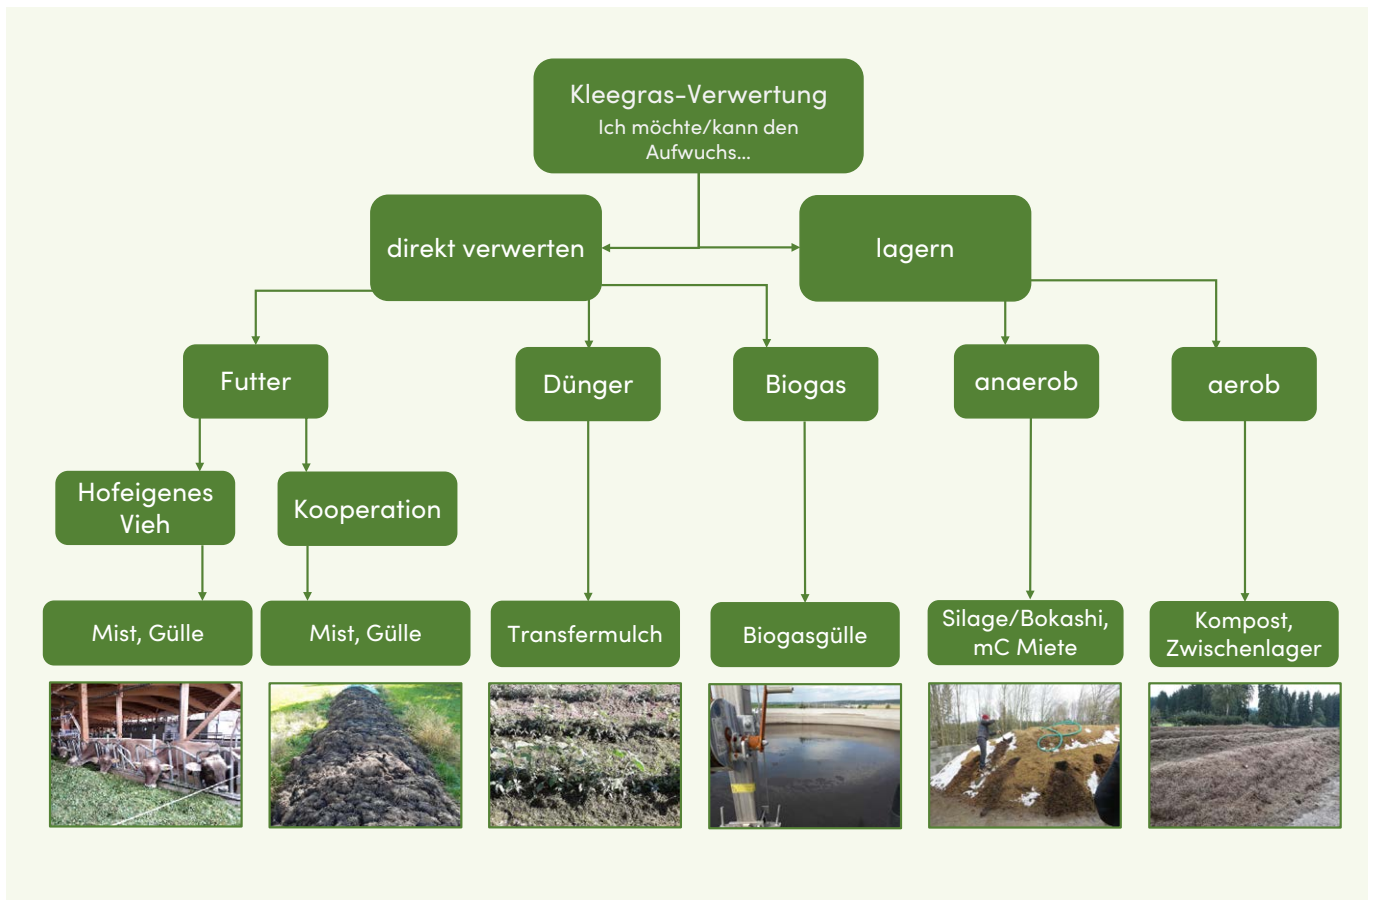 Kleegras-Verwertung
Ich möchte/kann den
Aufwuchs...
direkt verwerten
lagern
Futter
Dünger
Biogas
anaerob
aerob
Hofeigenes
Vieh
Kooperation
Mist, Gülle
Mist, Gülle
Transfermulch
Biogasgülle
Silage/Bokashi,
mC Miete
Kompost,
Zwischenlager